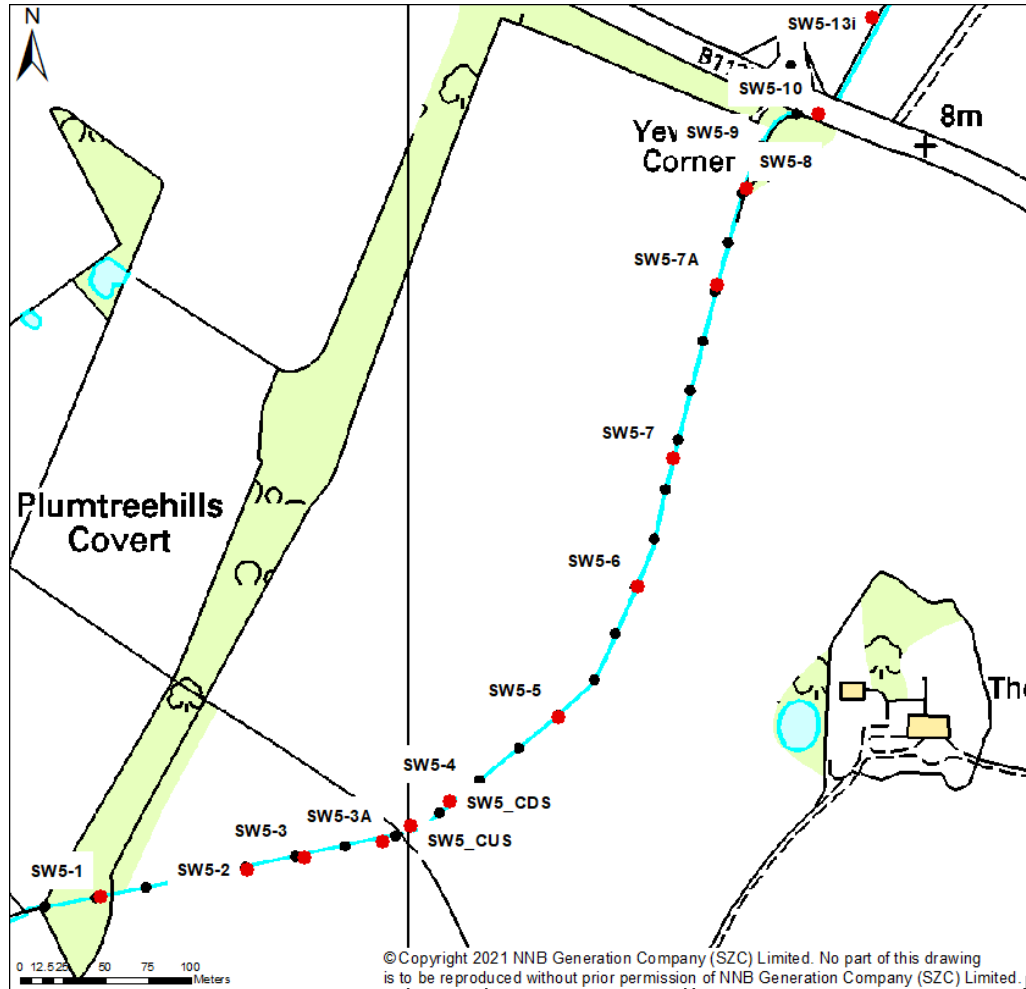 N
SW5-13i
SW5-10
8m
SW5-9
Corner
SW5-8
SW5-7A
SW5-7
Plumtreehills
Covert
SW5-6
SW5-5
SW5-4
SW5_CDS
SW5-3A
SW5_CUS
SW5-3
SW5-2
SW5-1
0 12.5 25 50 75 100
Meters
© Copyright 2021 NNB Generation Company (SZC) Limited. No part of this drawing
is to be reproduced without prior permission of NNB Generation Company (SZC) Limited.